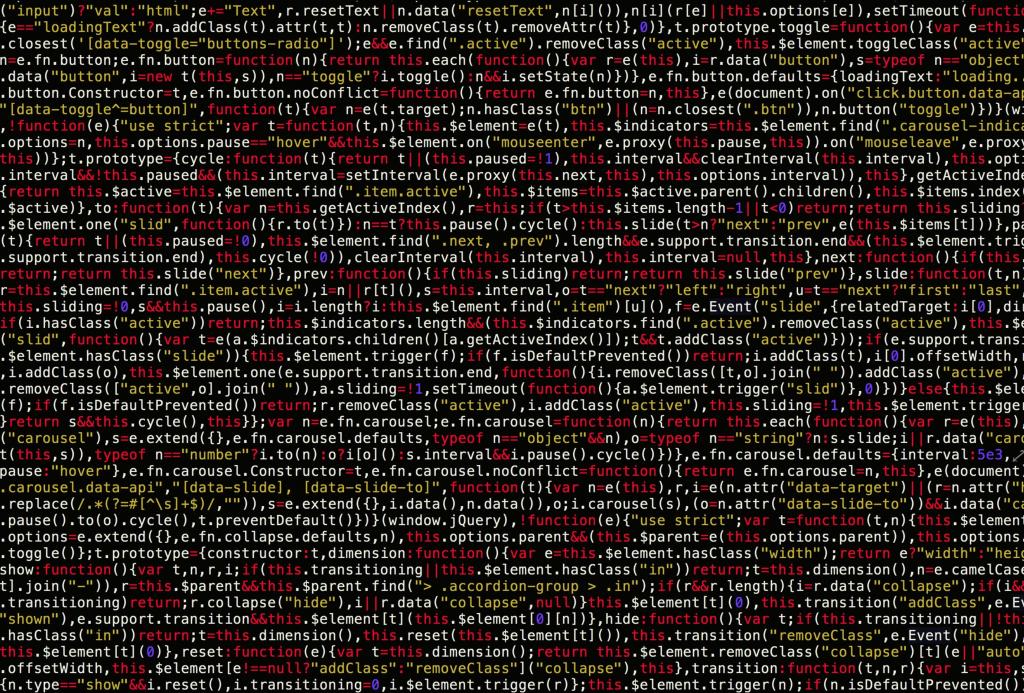 ("input")?"val":"html";e+="Text",r.resetText||n.data("resetText",n[i]()),n[i](r[e]||this.options[e]),setTimeout(functio
{e=="loadingText"?n.addClass(t).attr(t,t):n.removeClass(t).removeAttr(t)},0)},t.prototype.toggle=function(){var e=this.
.closest('[data-toggle="buttons-radio"]');e&&e.find(".active").removeClass("active"),this.$element.toggleClass("active"
n=e.fn.button;e.fn.button=function(n){return this.each(function(){var r=e(this),i=r.data("button"),s=typeof n=="object"
.data("button",i=new t(this,s)),n=="toggle"?i.toggle():n&&i.setState(n)})},e.fn.button.defaults={loadingText:"loading..
.button.Constructor=t,e.fn.button.noConflict=function(){return e.fn.button=n,this},e(document).on("click.button.data-ap
"[data-toggle^=button]",function(t){var n=e(t.target);n.hasClass("btn")||(n=n.closest(".btn")),n.button("toggle")})}(wi
,!function(e){"use strict";var t=function(t,n){this.$element=e(t),this.$indicators=this.$element.find(".carousel-indica
.options=n,this.options.pause=="hover"&&this.$element.on("mouseenter",e.proxy(this.pause,this)).on("mouseleave",e.proxy
this))};t.prototype={cycle:function(t){return t||(this.paused=!1),this.interval&&clearInterval(this.interval),this.opti
.interval&&!this.paused&&(this.interval=setInterval(e.proxy(this.next,this),this.options.interval)),this},getActiveInde
{return this.$active=this.$element.find(".item.active"),this.$items=this.$active.parent().children(),this.$items.index(
.$active)},to:function(t){var n=this.getActiveIndex(),r=this;if(t>this.$items.length-1||t<0)return;return this.sliding?
.$element.one("slid",function(){r.to(t)}):n==t?this.pause().cycle():this.slide(t>n?"next":"prev",e(this.$items[t]))},pa
(t){return t||(this.paused=!0),this.$element.find(".next, .prev").length&&e.support.transition.end&&(this.$element.trig
.support.transition.end),this.cycle(!0)),clearInterval(this.interval),this.interval=null,this},next:function(){if(this.
return;return this.slide("next")},prev:function(){if(this.sliding)return;return this.slide("prev")},slide:function(t,n)
r=this.$element.find(".item.active"),i=n||r[t](),s=this.interval,o=t=="next"?"left":"right",u=t=="next"?"first":"last",
this.sliding=!0,s&&this.pause(),i=i.length?i:this.$element.find(".item")[u](),f=e.Event("slide",{relatedTarget:i[0],dir
if(i.hasClass("active"))return;this.$indicators.length&&(this.$indicators.find(".active").removeClass("active"),this.$e
("slid",function(){var t=e(a.$indicators.children()[a.getActiveIndex()]);t&&t.addClass("active")}));if(e.support.transi
.$element.hasClass("slide")){this.$element.trigger(f);if(f.isDefaultPrevented())return;i.addClass(t),i[0].offsetWidth,r
,i.addClass(o),this.$element.one(e.support.transition.end,function(){i.removeClass([t,o].join(" ")).addClass("active"),
.removeClass(["active",o].join(" ")),a.sliding=!1,setTimeout(function(){a.$element.trigger("slid")},0)})}else{this.$ele
(f);if(f.isDefaultPrevented())return;r.removeClass("active"),i.addClass("active"),this.sliding=!1,this.$element.trigger
}return s&&this.cycle(),this}};var n=e.fn.carousel;e.fn.carousel=function(n){return this.each(function(){var r=e(this),
("carousel"),s=e.extend({},e.fn.carousel.defaults,typeof n=="object"&&n),o=typeof n=="string"?n:s.slide;i||r.data("caro
t(this,s)),typeof n=="number"?i.to(n):o?i[o]():s.interval&&i.pause().cycle()})},e.fn.carousel.defaults={interval:5e3,
pause:"hover"},e.fn.carousel.Constructor=t,e.fn.carousel.noConflict=function(){return e.fn.carousel=n,this},e(document)
.carousel.data-api","[data-slide], [data-slide-to]",function(t){var n=e(this),r,i=e(n.attr("data-target")||(r=n.attr("h
.replace(/.*(?=#[^\s]+$)/,"")),s=e.extend({},i.data(),n.data()),o;i.carousel(s),(o=n.attr("data-slide-to"))&&i.data("ca
.pause().to(o).cycle(),t.preventDefault()})}(window.jQuery),!function(e){"use strict";var t=function(t,n){this.$element
.options=e.extend({},e.fn.collapse.defaults,n),this.options.parent&&(this.$parent=e(this.options.parent)),this.options.
.toggle()};t.prototype={constructor:t,dimension:function(){var e=this.$element.hasClass("width");return e?"width":"heig
show:function(){var t,n,r,i;if(this.transitioning||this.$element.hasClass("in"))return;t=this.dimension(),n=e.camelCase
t].join("-")),r=this.$parent&&this.$parent.find("> .accordion-group > .in");if(r&&r.length){i=r.data("collapse");if(i&&
.transitioning)return;r.collapse("hide"),i||r.data("collapse",null)}this.$element[t](0),this.transition("addClass",e.Ev
"shown"),e.support.transition&&this.$element[t](this.$element[0][n])},hide:function(){var t;if(this.transitioning||!thi
.hasClass("in"))return;t=this.dimension(),this.reset(this.$element[t]()),this.transition("removeClass",e.Event("hide"),
this.$element[t](0)},reset:function(e){var t=this.dimension();return this.$element.removeClass("collapse")[t](e||"auto"
.offsetWidth,this.$element[e!==null?"addClass":"removeClass"]("collapse"),this},transition:function(t,n,r){var i=this,s
{n.type=="show"&&i.reset(),i.transitioning=0,i.$element.trigger(r)};this.$element.trigger(n);if(n.isDefaultPrevented())